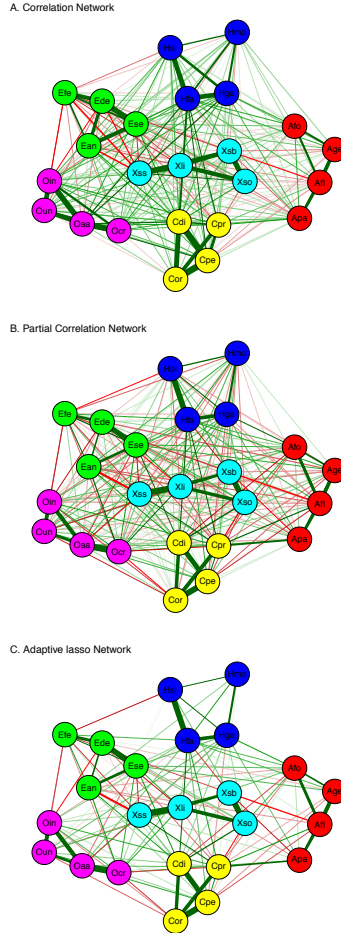 A. Correlation Network
Hmo
Hsi
Efe
Ede
Hfa
Hga
Ese
Ato
Ean
Xsb
Age
Xss
Xli
Oin
Xso
Afl
Oun
Oaa
Ocr
Cdi
Cpr
Apa
Cpe
Cor
B. Partial Correlation Network
Hmo
Hsi
Efe
Ede
Hfa
Hga
Ese
Ato
Ean
Xsb
Age
Xss
Xli
Oin
Xso
Afl
Oun
Oaa
Ocr
Cdi
Cpr
Apa
Cpe
Cor
C. Adaptive lasso Network
Hmo
Hsi
Efe
Ede
Hfa
Hga
Ese
Ato
Ean
Xsb
Age
Xss
Xli
Oin
Xso
Afl
Oun
Oaa
Ocr
Cdi
Cpr
Apa
Cpe
Cor